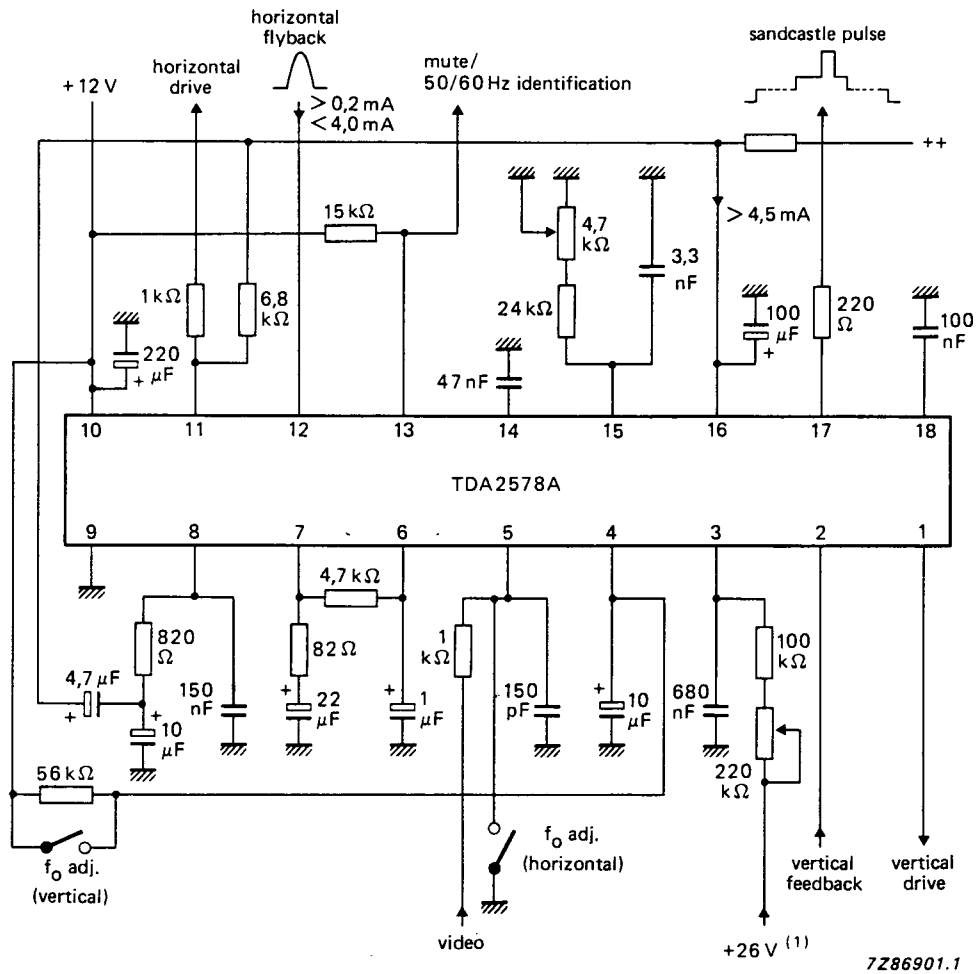 horizontal
flyback
sandcastle pulse
mute/
50/60 Hz identification
horizontal
drive
+12 V
> 0,2 mA
< 4,0 mA
++
15 kΩ
> 4,5 mA
4,7
kΩ
3,3
nF
1 kΩ
6,8
kΩ
24 kΩ
100
μF
+
220
Ω
100
nF
220
μF
+
47 nF
10
11
12
13
14
15
16
17
18
TDA2578A
9
8
7
6
5
4
3
2
1
4,7 kΩ
820
Ω
82 Ω
1
kΩ
100
kΩ
4,7 μF
+
+
10
μF
150
nF
+
22
μF
+
1
μF
150
pF
+
10
μF
680
nF
220
kΩ
56 kΩ
fo adj.
(vertical)
fo adj.
(horizontal)
vertical
feedback
vertical
drive
video
+26 V (1)
7Z86901.1